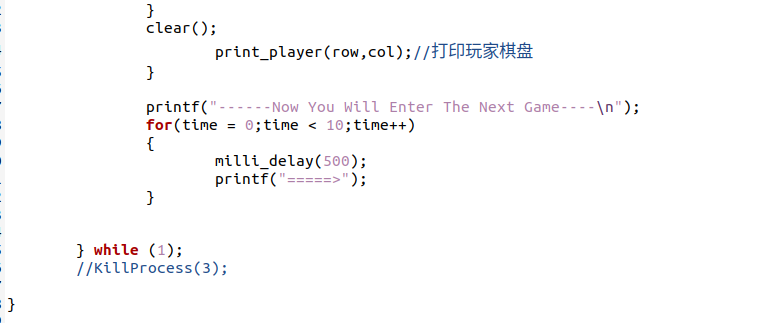 }
clear();
print_player(row,col);//打印玩家棋盘
}
printf("------Now You Will Enter The Next Game----\n");
for(time = 0;time < 10;time++)
{
milli_delay(500);
printf("=====>");
}
} while (1);
//KillProcess(3);
}